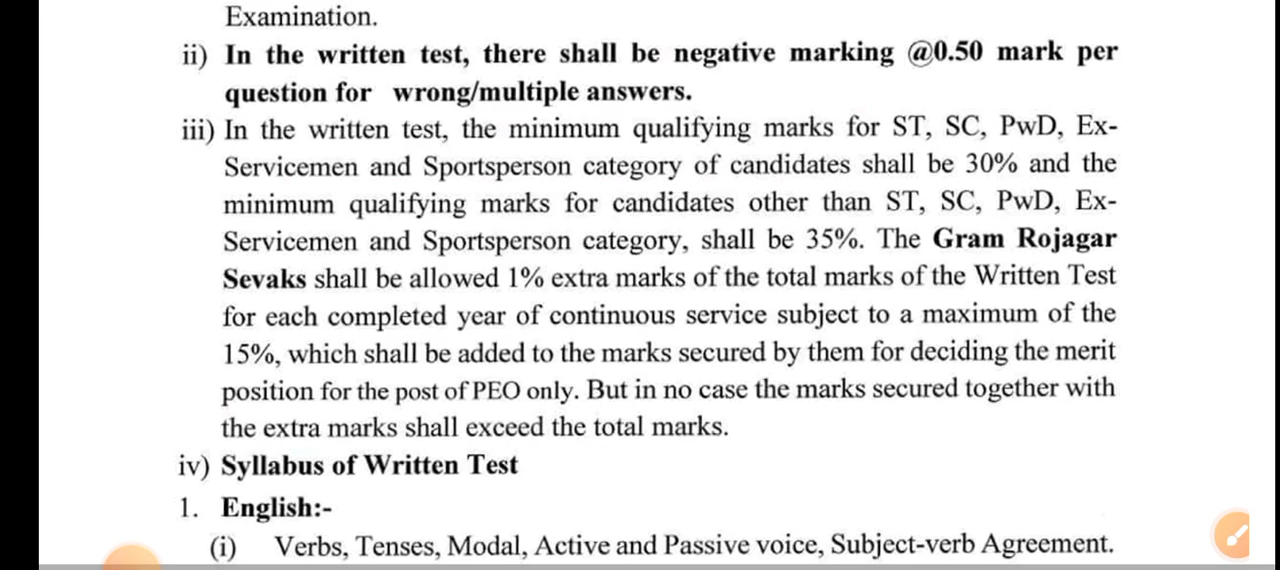 Examination.
ii) In the written test, there shall be negative marking @0.50 mark per
question for wrong/multiple answers.
iii) In the written test, the minimum qualifying marks for ST, SC, PwD, Ex-
Servicemen and Sportsperson category of candidates shall be 30% and the
minimum qualifying marks for candidates other than ST, SC, PwD, Ex-
Servicemen and Sportsperson category, shall be 35%. The Gram Rojagar
Sevaks shall be allowed 1% extra marks of the total marks of the Written Test
for each completed year of continuous service subject to a maximum of the
15%, which shall be added to the marks secured by them for deciding the merit
position for the post of PEO only. But in no case the marks secured together with
the extra marks shall exceed the total marks.
iv) Syllabus of Written Test
1. English:-
(i) Verbs, Tenses, Modal, Active and Passive voice, Subject-verb Agreement.